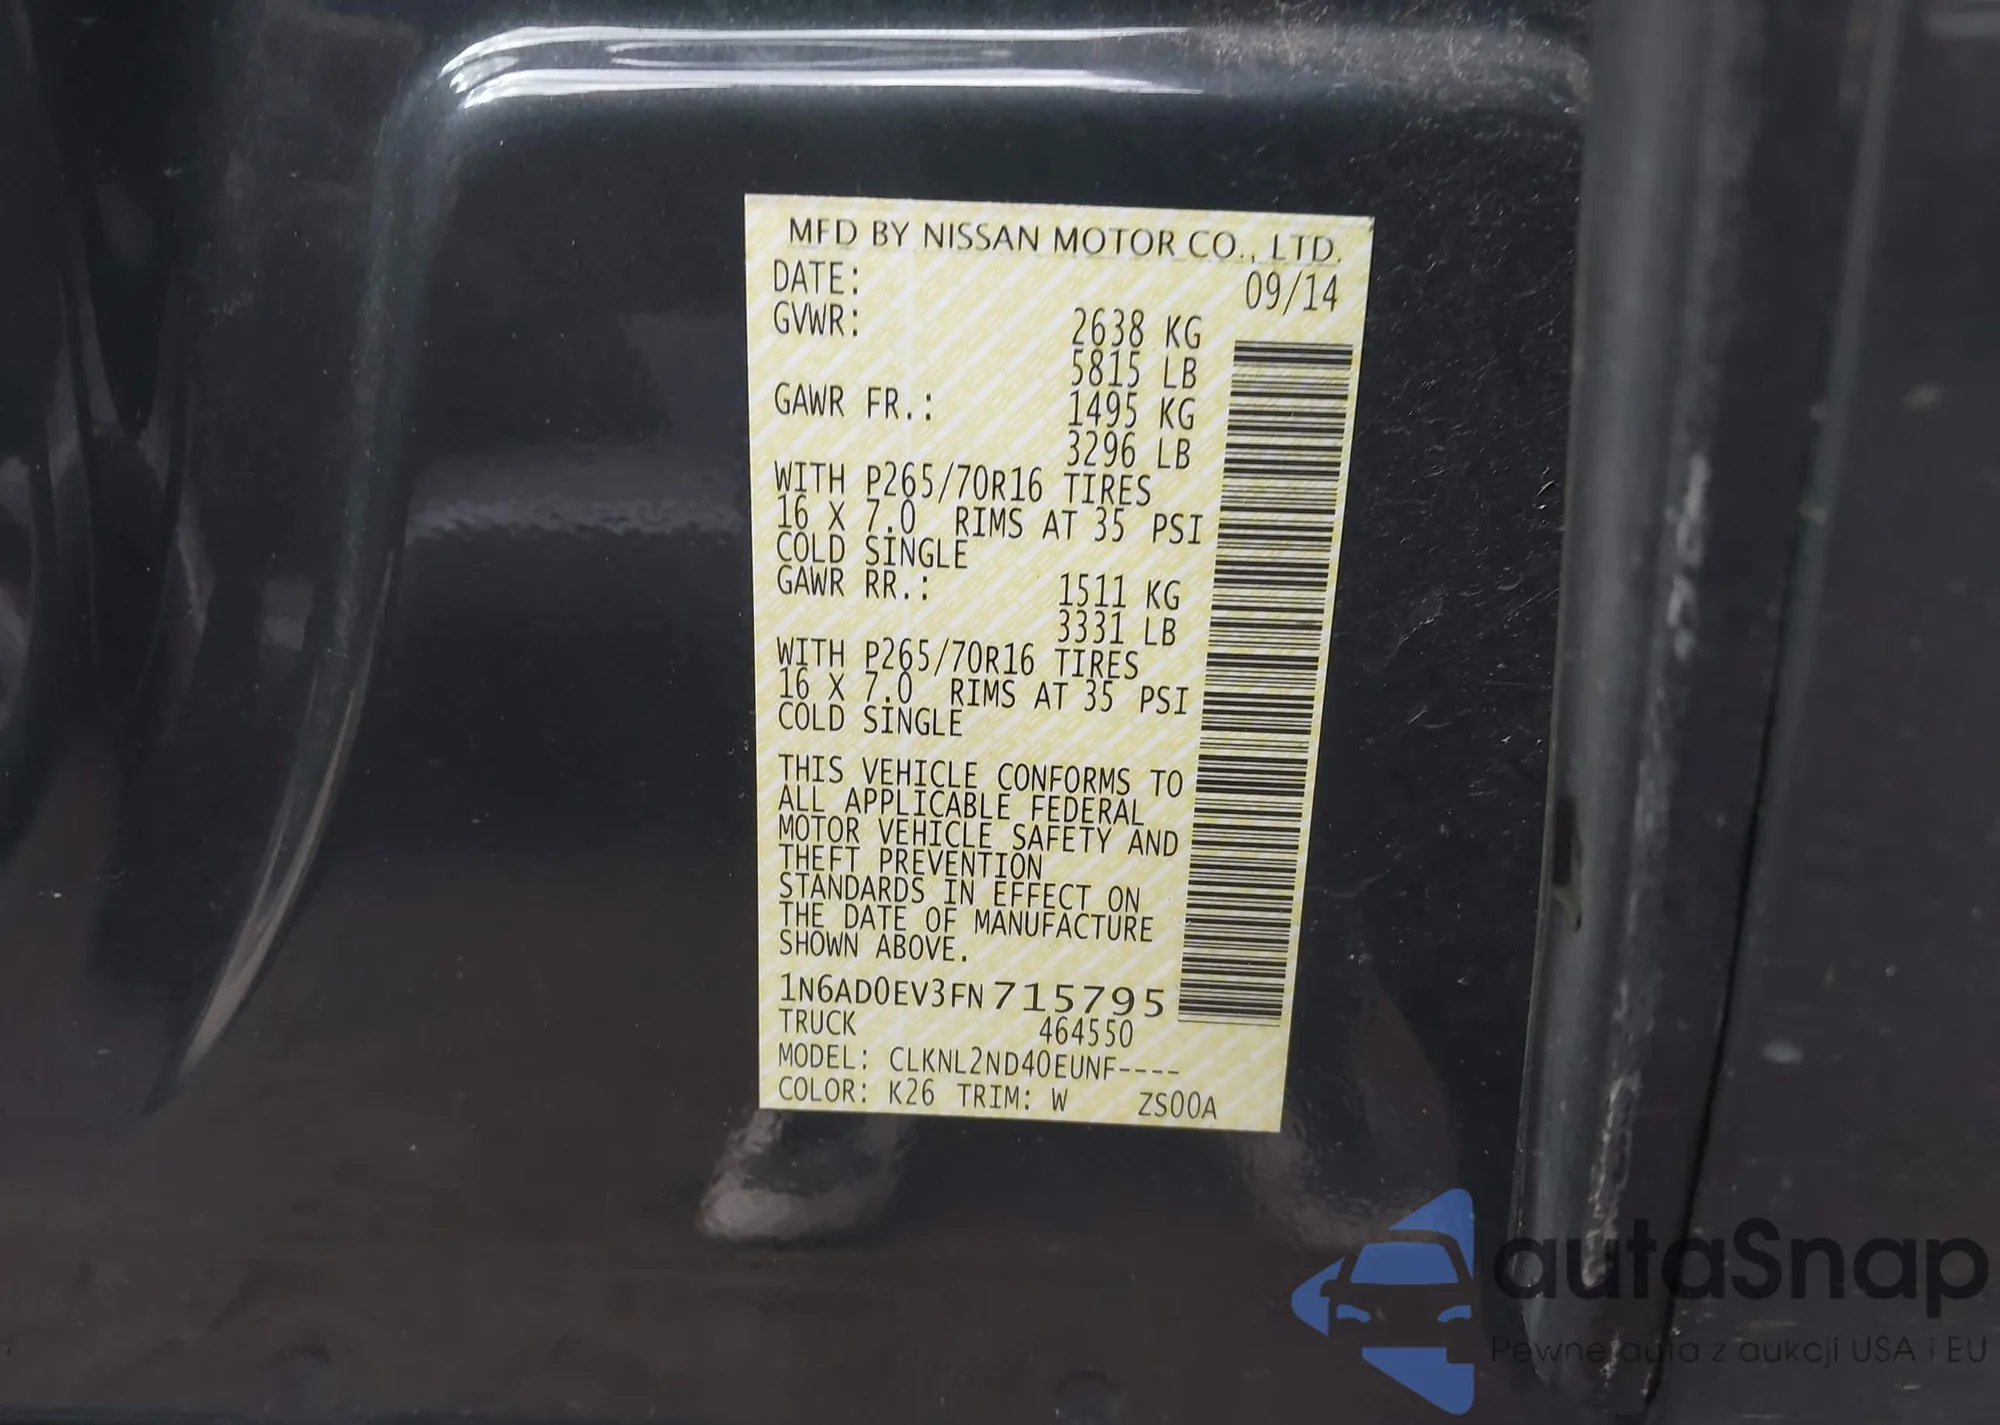 MFD BY NISSAN MOTOR CO., LTD.
DATE: 09/14
GVWR: 2638 KG
5815 LB
GAWR FR.: 1495 KG
3296 LB
WITH P265/70R16 TIRES
16 X 7.0 RIMS AT 35 PSI
COLD SINGLE
GAWR RR.: 1511 KG
3331 LB
WITH P265/70R16 TIRES
16 X 7.0 RIMS AT 35 PSI
COLD SINGLE
THIS VEHICLE CONFORMS TO
ALL APPLICABLE FEDERAL
MOTOR VEHICLE SAFETY AND
THEFT PREVENTION
STANDARDS IN EFFECT ON
THE DATE OF MANUFACTURE
SHOWN ABOVE.
1N6AD0EV3FN715795
TRUCK 464550
MODEL: CLKNL2ND40EUNF----
COLOR: K26 TRIM: W ZS00A
autaSnap
Pewne auta z aukcji USA i EU